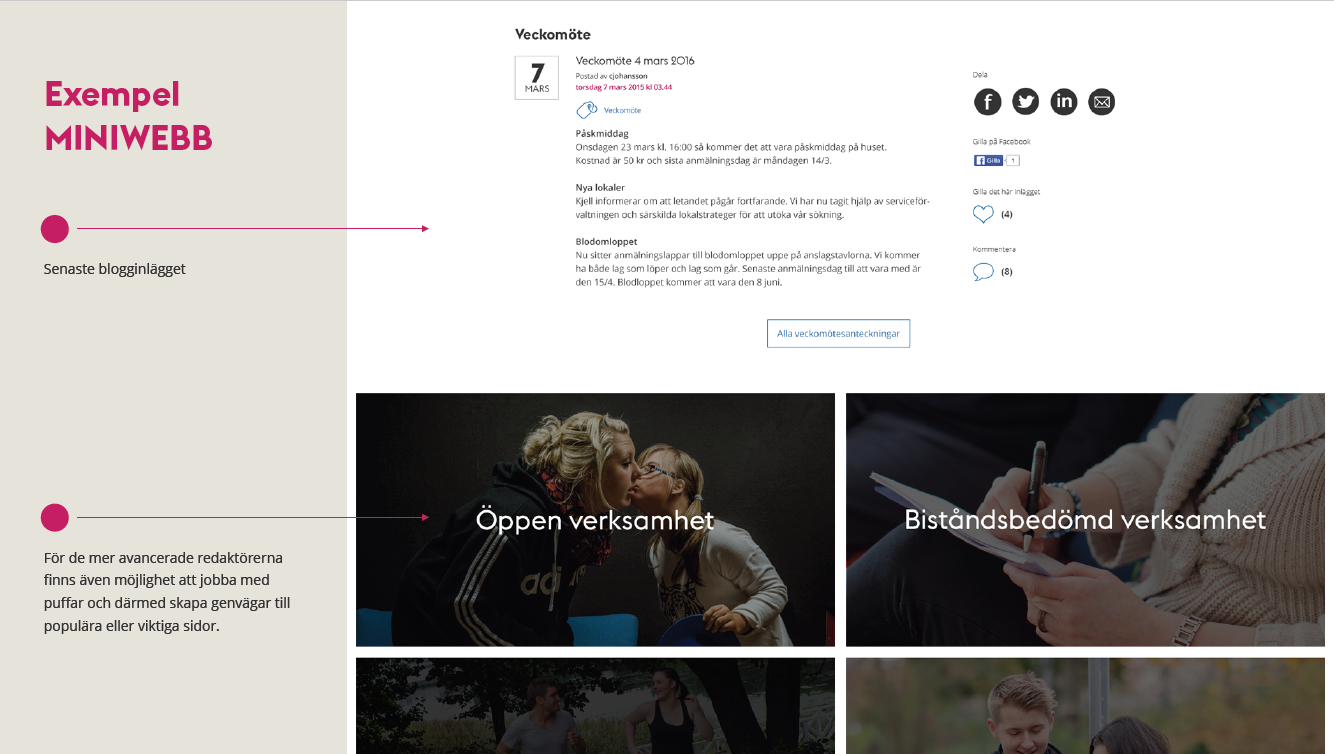 Exempel
MINIWEBB
Senaste blogginlägget
För de mer avancerade redaktörerna
finns även möjlighet att jobba med
puffar och därmed skapa genvägar till
populära eller viktiga sidor.
Veckomöte
7
MARS
Veckomöte 4 mars 2016
Postad av cjohansson
torsdag 7 mars 2015 kl 03.44
Veckomöte
Påskmiddag
Onsdagen 23 mars kl. 16:00 så kommer det att vara påskmiddag på huset.
Kostnad är 50 kr och sista anmälningsdag är måndagen 14/3.
Nya lokaler
Kjell informerar om att letandet pågår fortfarande. Vi har nu tagit hjälp av serviceför-
valtningen och särskilda lokalstrateger för att utöka vår sökning.
Blodomloppet
Nu sitter anmälningslappar till blodomloppet uppe på anslagstavlorna. Vi kommer
ha både lag som löper och lag som går. Senaste anmälningsdag till att vara med är
den 15/4. Blodloppet kommer att vara den 8 juni.
Alla veckomötesanteckningar
Dela
f
in
Gilla på Facebook
f Gilla 1
Gilla det här inlägget
(4)
Kommentera
(8)
Öppen verksamhet
adi
Biståndsbedömd verksamhet